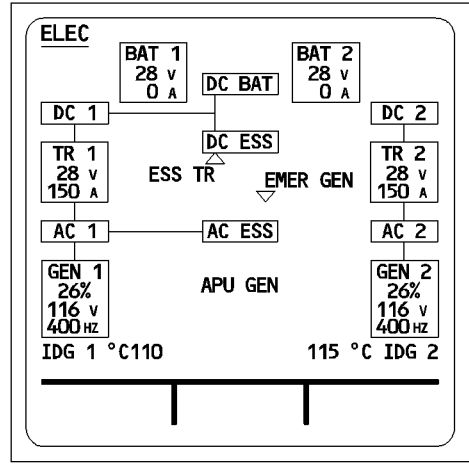 ELEC
BAT 1 BAT 2
28 V 28 V
0 A DC BAT 0 A
DC 1 DC 2
DC ESS
TR 1 TR 2
28 V ESS TR EMER GEN 28 V
150 A 150 A
AC 1 AC ESS AC 2
GEN 1 GEN 2
26% APU GEN 26%
116 V 116 V
400 HZ 400 HZ
IDG 1 °C110 115 °C IDG 2